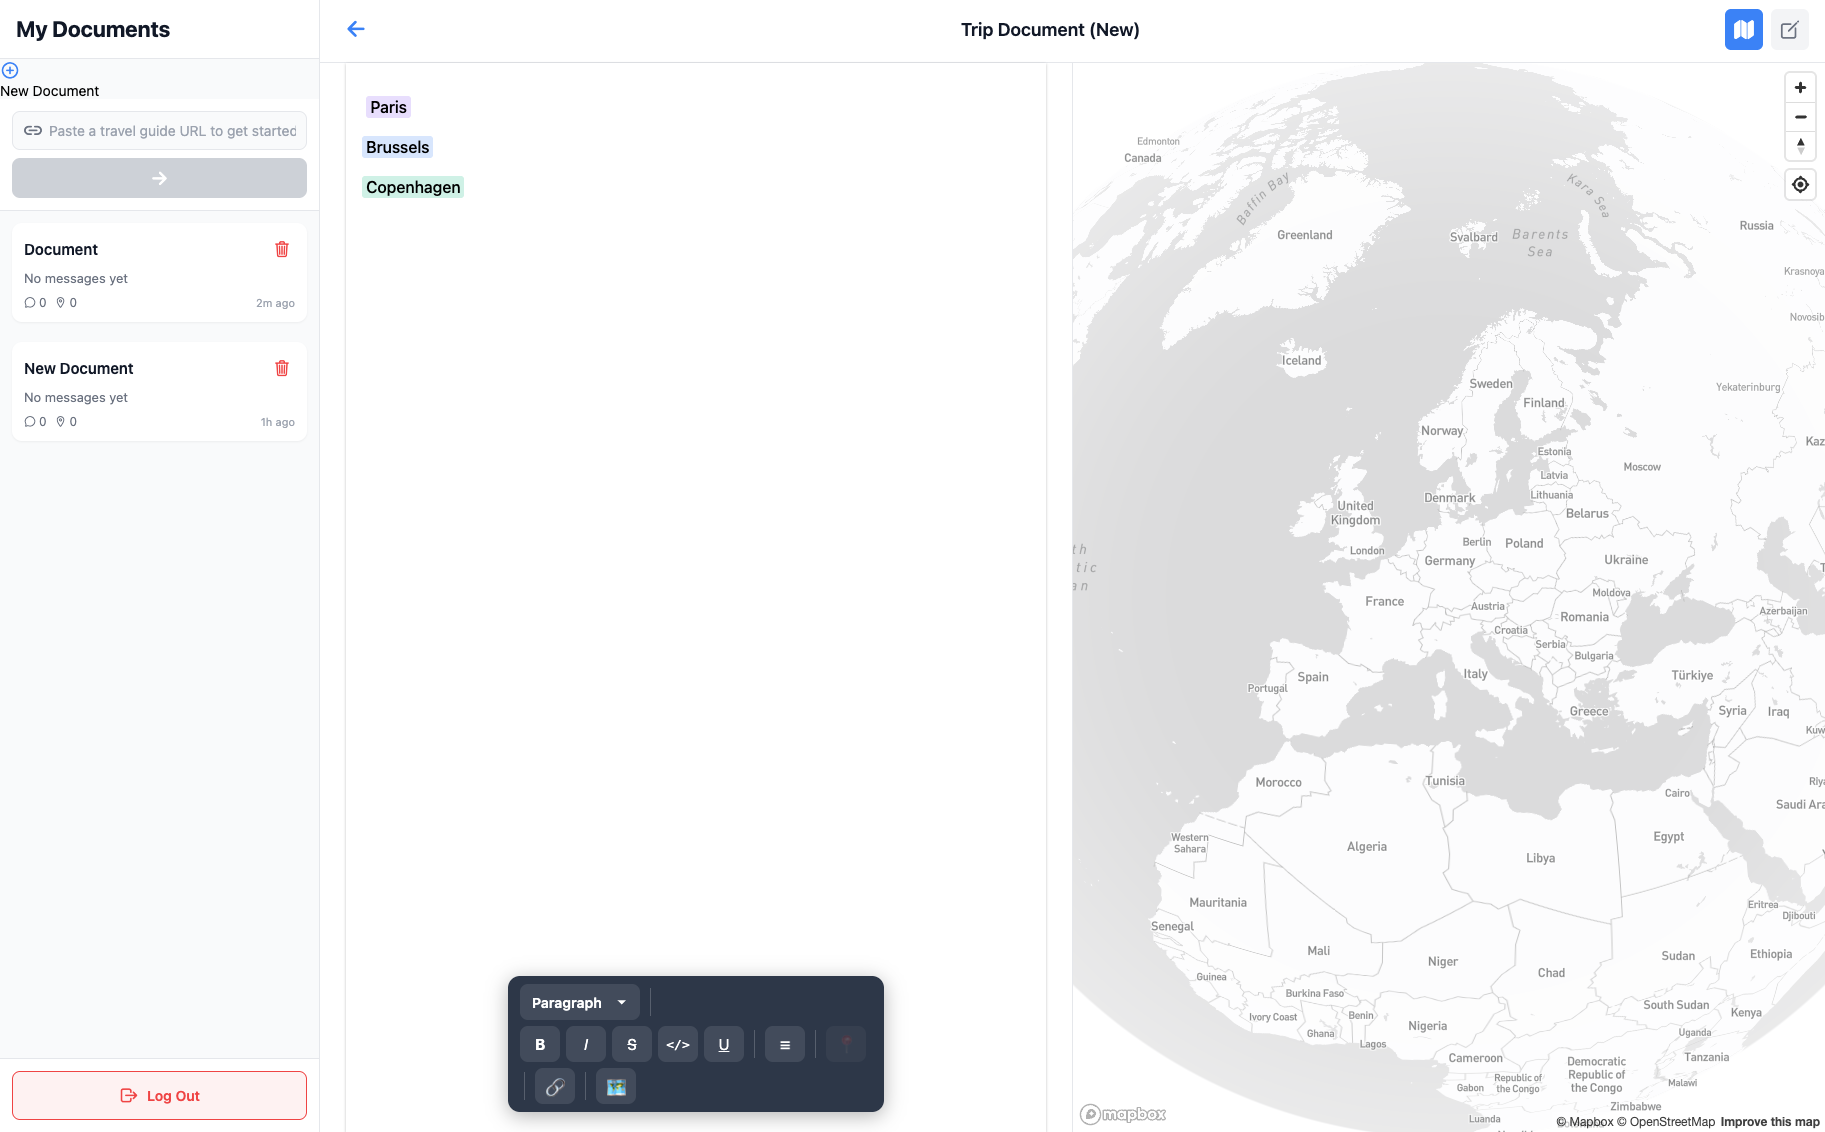 My Documents
New Document
Paste a travel guide URL to get started
Document
No messages yet
0 0 2m ago
New Document
No messages yet
0 0 1h ago
Log Out
Trip Document (New)
Paris
Brussels
Copenhagen
Paragraph
B I S </> U
Edmonton
Canada
Baffin Bay
Kara Sea
Greenland
Svalbard
Barents
Sea
Russia
Krasnoya
Novosib
Iceland
Sweden
Yekaterinburg
Finland
Norway
Kaz
Estonia
Moscow
Latvia
Denmark
Lithuania
United
Kingdom
Belarus
London
Berlin
Poland
Germany
Ukraine
th
tic
an
France
Moldova
Austria
Romania
Azerbaijan
Croatia
Serbia
Bulgaria
Italy
Spain
Portugal
Türkiye
Greece
Syria
Iraq
Kuw
Morocco
Tunisia
Cairo
Riya
Saudi Ara
Western
Sahara
Algeria
Libya
Egypt
Mauritania
Eritrea
Djibouti
Senegal
Mali
Niger
Chad
Sudan
Ethiopia
Guinea
Burkina Faso
South Sudan
Kenya
Ivory Coast
Benin
Ghana
Nigeria
Uganda
Lagos
Cameroon
Tanzania
Democratic
Republic of
the Congo
Gabon
Republic of
the Congo
Malawi
Luanda
Zimbabwe
mapbox
© Mapbox © OpenStreetMap Improve this map